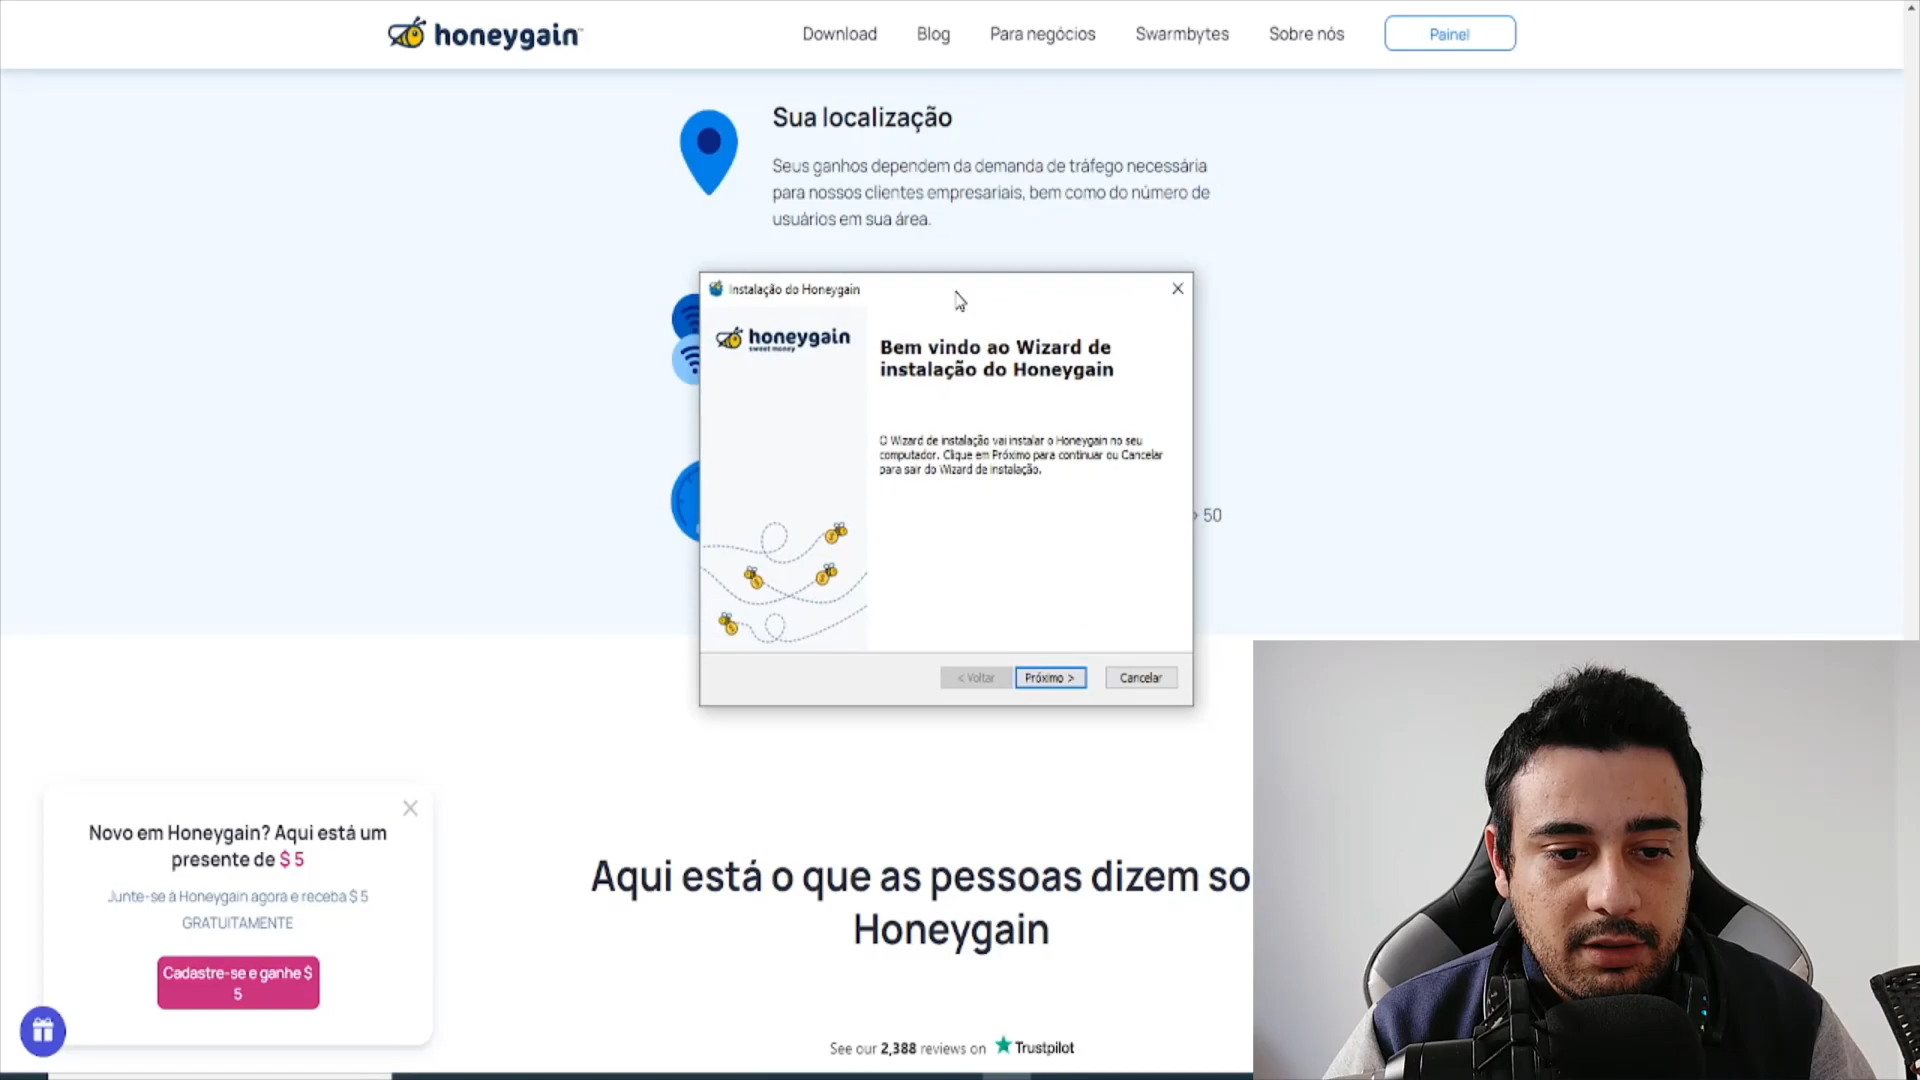 honeygain
Download
Blog
Para negócios
Swarmbytes
Sobre nós
Painel
Sua localização
Seus ganhos dependem da demanda de tráfego necessária
para nossos clientes empresariais, bem como do número de
usuários em sua área.
Instalação do Honeygain
honeygain
sweet money
Bem vindo ao Wizard de
instalação do Honeygain
O Wizard de instalação vai instalar o Honeygain no seu
computador. Clique em Próximo para continuar ou Cancelar
para sair do Wizard de instalação.
50
< Voltar
Próximo >
Cancelar
Novo em Honeygain? Aqui está um
presente de $ 5
Junte-se à Honeygain agora e receba $ 5
GRATUITAMENTE
Cadastre-se e ganhe $
5
Aqui está o que as pessoas dizem so
Honeygain
See our 2,388 reviews on Trustpilot